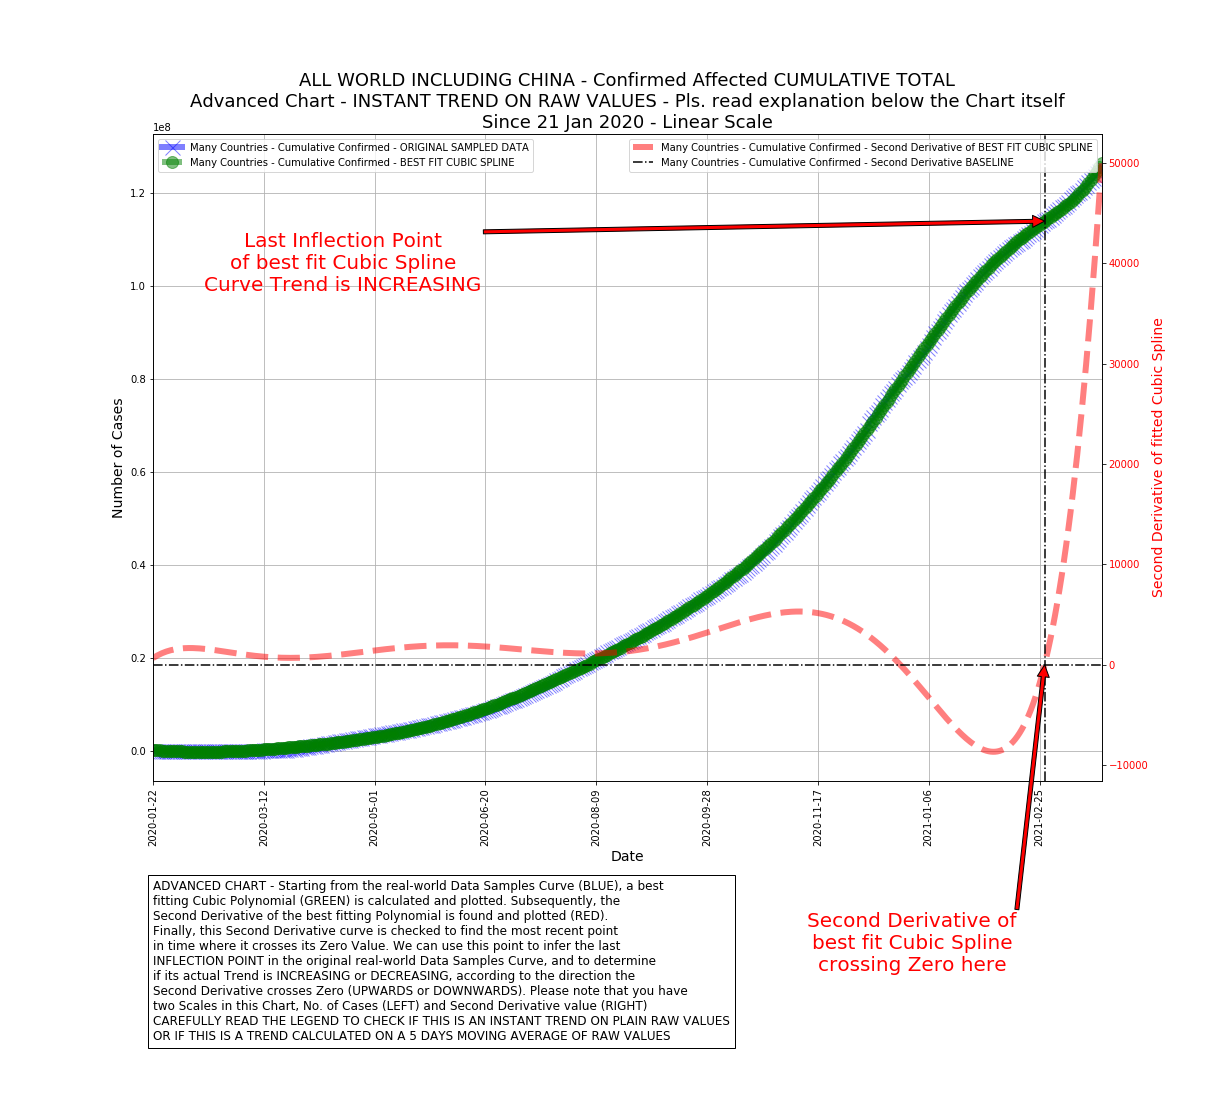 ALL WORLD INCLUDING CHINA - Confirmed Affected CUMULATIVE TOTAL
Advanced Chart - INSTANT TREND ON RAW VALUES - Pls. read explanation below the Chart itself
Since 21 Jan 2020 - Linear Scale
1e8
Many Countries - Cumulative Confirmed - ORIGINAL SAMPLED DATA
Many Countries - Cumulative Confirmed - BEST FIT CUBIC SPLINE
Many Countries - Cumulative Confirmed - Second Derivative of BEST FIT CUBIC SPLINE
Many Countries - Cumulative Confirmed - Second Derivative BASELINE
Last Inflection Point
of best fit Cubic Spline
Curve Trend is INCREASING
Number of Cases
1.2
1.0
0.8
0.6
0.4
0.2
0.0
50000
40000
30000
20000
10000
0
−10000
Second Derivative of fitted Cubic Spline
2020-01-22
2020-03-12
2020-05-01
2020-06-20
2020-08-09
2020-09-28
2020-11-17
2021-01-06
2021-02-25
Date
Second Derivative of
best fit Cubic Spline
crossing Zero here
ADVANCED CHART - Starting from the real-world Data Samples Curve (BLUE), a best
fitting Cubic Polynomial (GREEN) is calculated and plotted. Subsequently, the
Second Derivative of the best fitting Polynomial is found and plotted (RED).
Finally, this Second Derivative curve is checked to find the most recent point
in time where it crosses its Zero Value. We can use this point to infer the last
INFLECTION POINT in the original real-world Data Samples Curve, and to determine
if its actual Trend is INCREASING or DECREASING, according to the direction the
Second Derivative crosses Zero (UPWARDS or DOWNWARDS). Please note that you have
two Scales in this Chart, No. of Cases (LEFT) and Second Derivative value (RIGHT)
CAREFULLY READ THE LEGEND TO CHECK IF THIS IS AN INSTANT TREND ON PLAIN RAW VALUES
OR IF THIS IS A TREND CALCULATED ON A 5 DAYS MOVING AVERAGE OF RAW VALUES